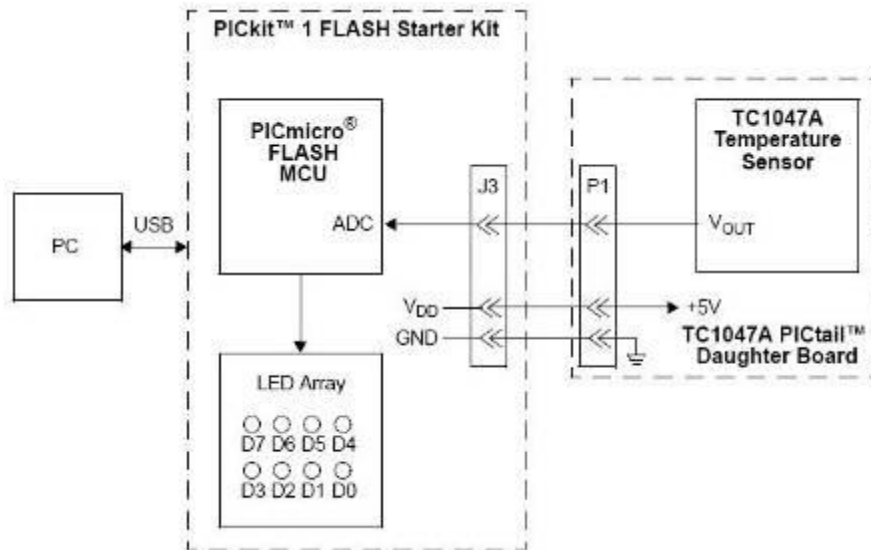 PICkit™ 1 FLASH Starter Kit
PICmicro®
FLASH
MCU
ADC
PC
USB
J3
P1
TC1047A
Temperature
Sensor
VOUT
VDD
+5V
GND
TC1047A PICtail™
Daughter Board
LED Array
D7 D6 D5 D4
D3 D2 D1 D0